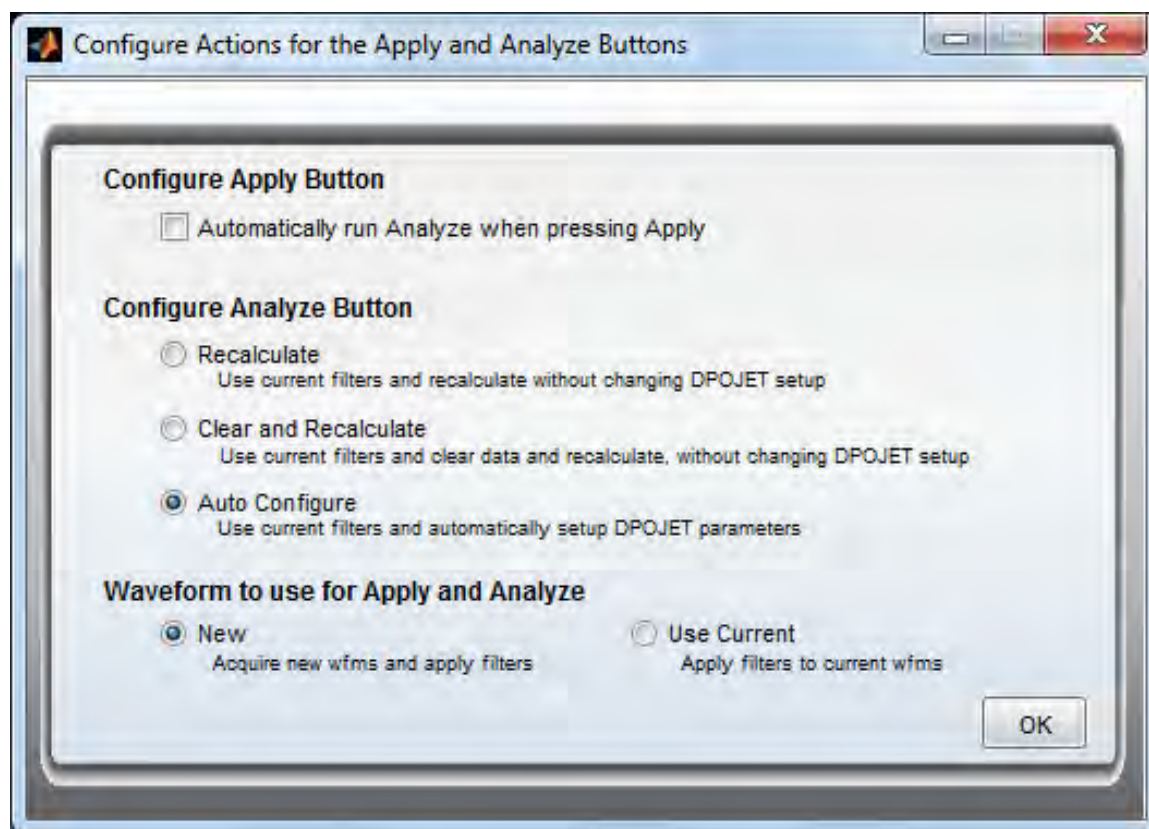 Configure Actions for the Apply and Analyze Buttons
Configure Apply Button
Automatically run Analyze when pressing Apply
Configure Analyze Button
Recalculate
Use current filters and recalculate without changing DPOJET setup
Clear and Recalculate
Use current filters and clear data and recalculate, without changing DPOJET setup
Auto Configure
Use current filters and automatically setup DPOJET parameters
Waveform to use for Apply and Analyze
New
Use Current
Acquire new wfms and apply filters
Apply filters to current wfms
OK